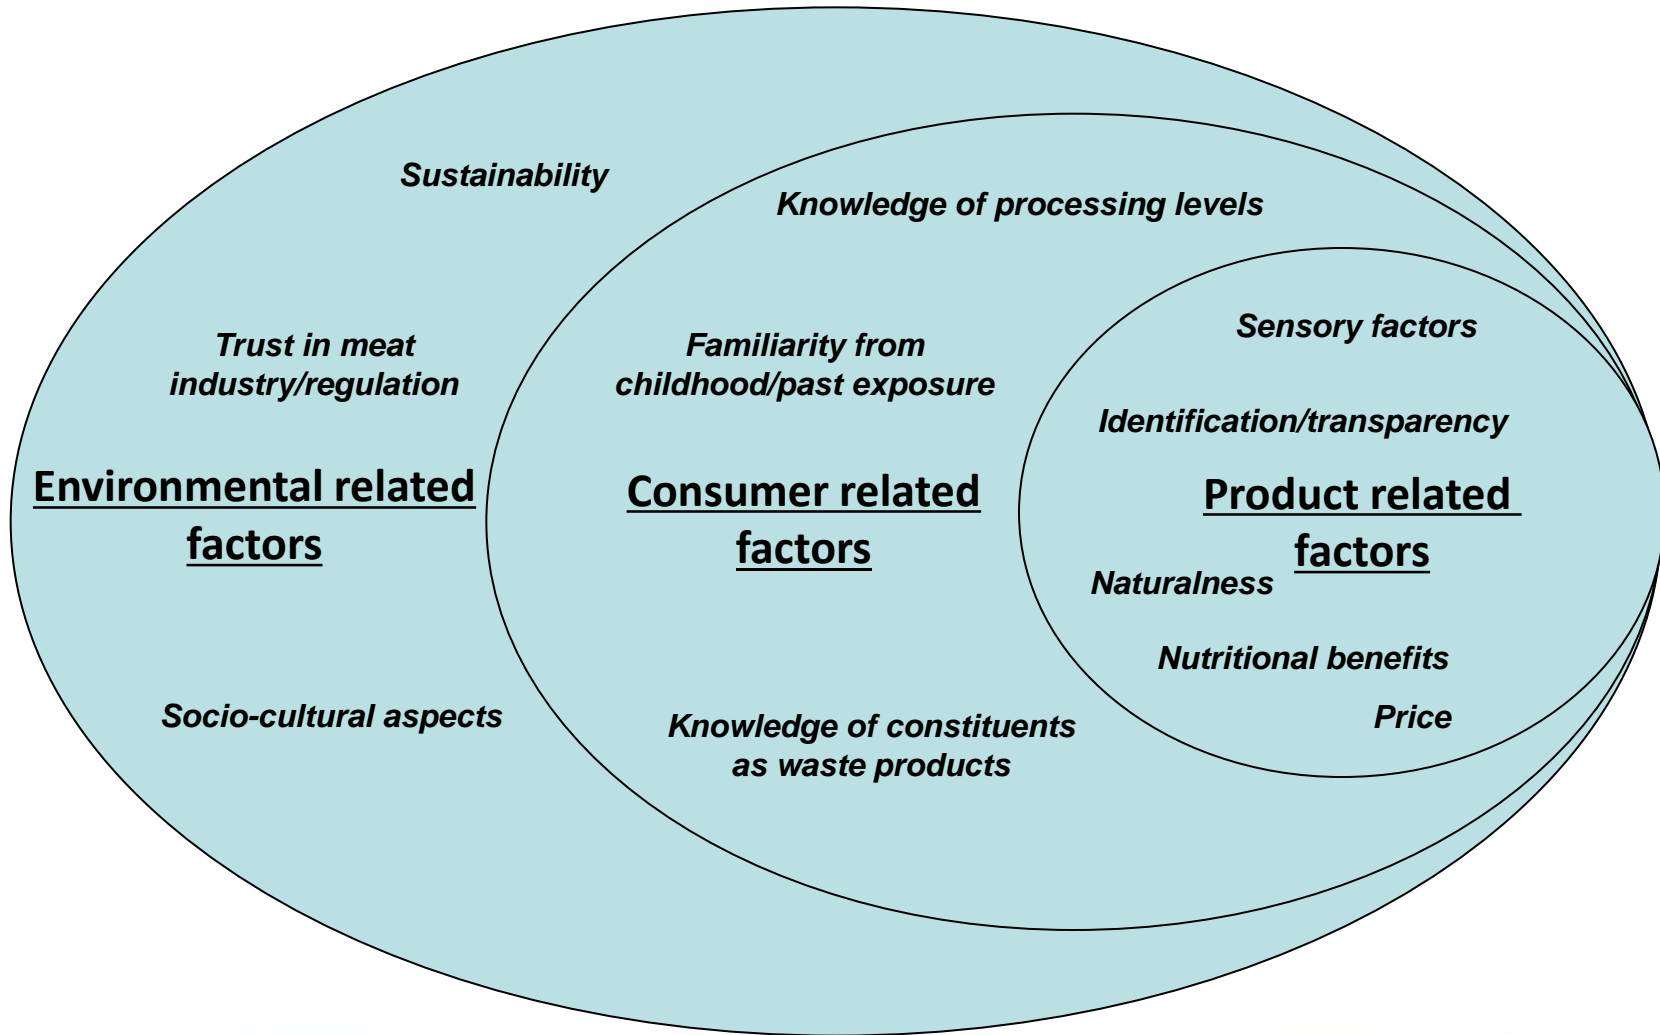 Sustainability
Knowledge of processing levels
Sensory factors
Trust in meat
industry/regulation
Familiarity from
childhood/past exposure
Identification/transparency
Environmental related
factors
Consumer related
factors
Product related
factors
Naturalness
Nutritional benefits
Socio-cultural aspects
Knowledge of constituents
as waste products
Price